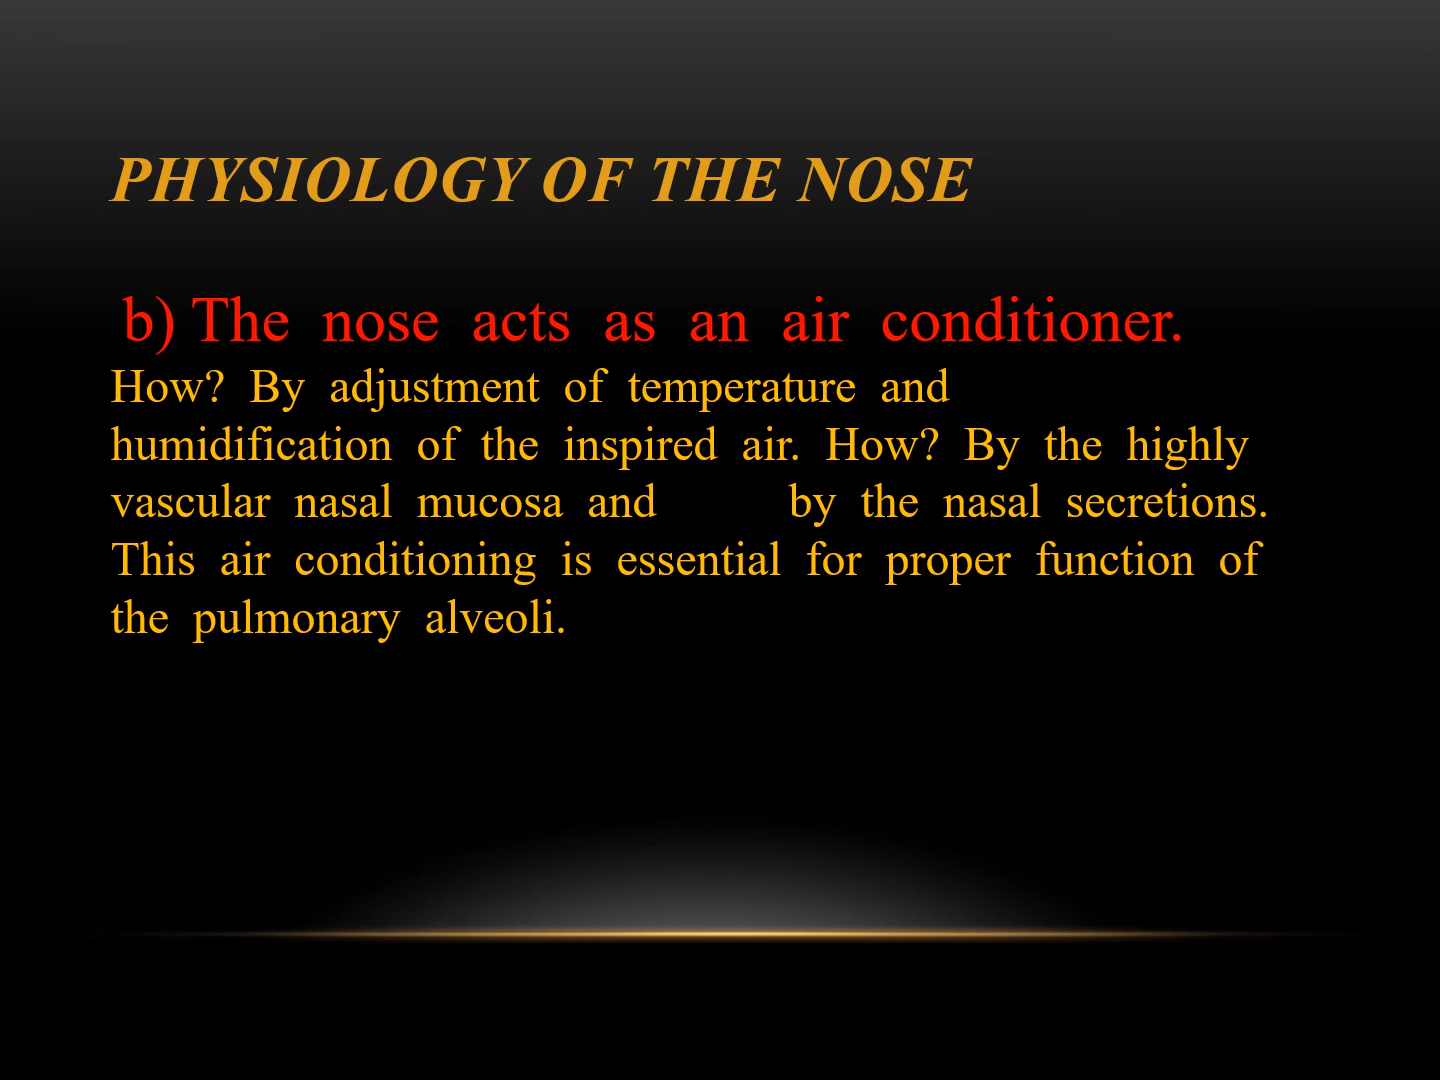 PHYSIOLOGY OF THE NOSE
b) The nose acts as an air conditioner.
How? By adjustment of temperature and
humidification of the inspired air. How? By the highly
vascular nasal mucosa and by the nasal secretions.
This air conditioning is essential for proper function of
the pulmonary alveoli.